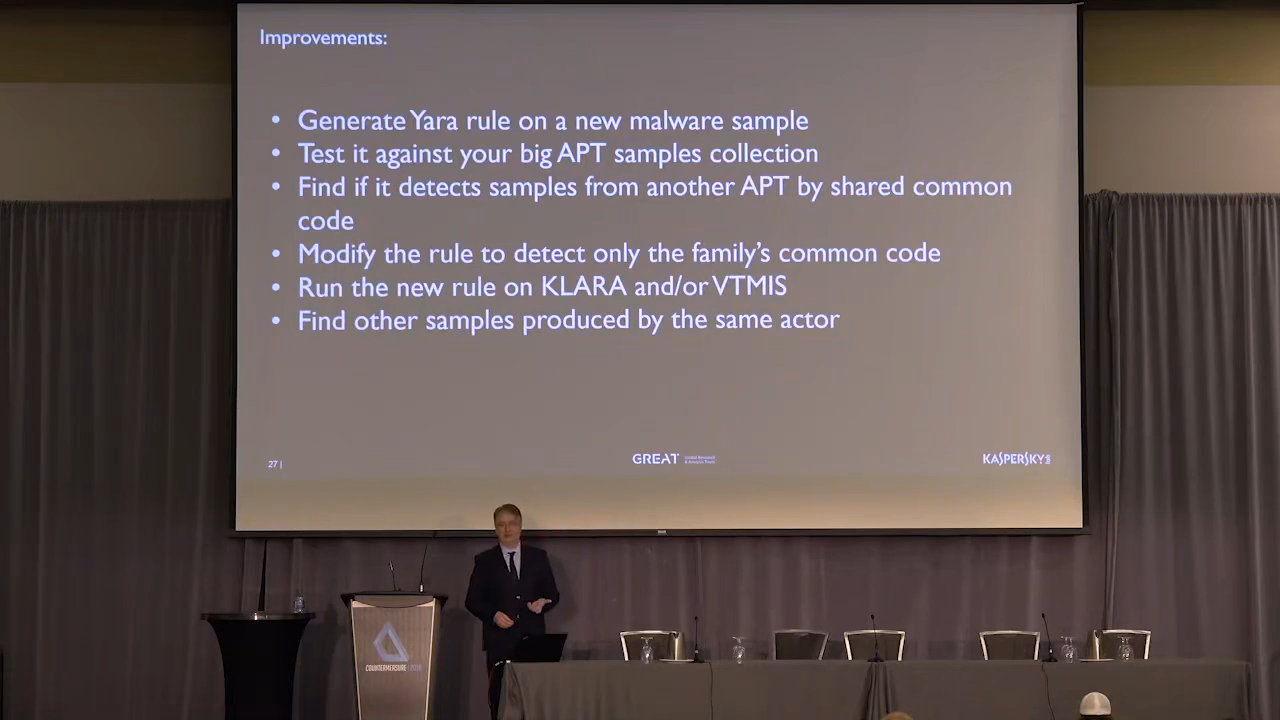 Improvements:
• Generate Yara rule on a new malware sample
• Test it against your big APT samples collection
• Find if it detects samples from another APT by shared common
code
• Modify the rule to detect only the family's common code
• Run the new rule on KLARA and/or VTMIS
• Find other samples produced by the same actor
27 |
GREAT
KASPERSKY
COUNTERMEASURE